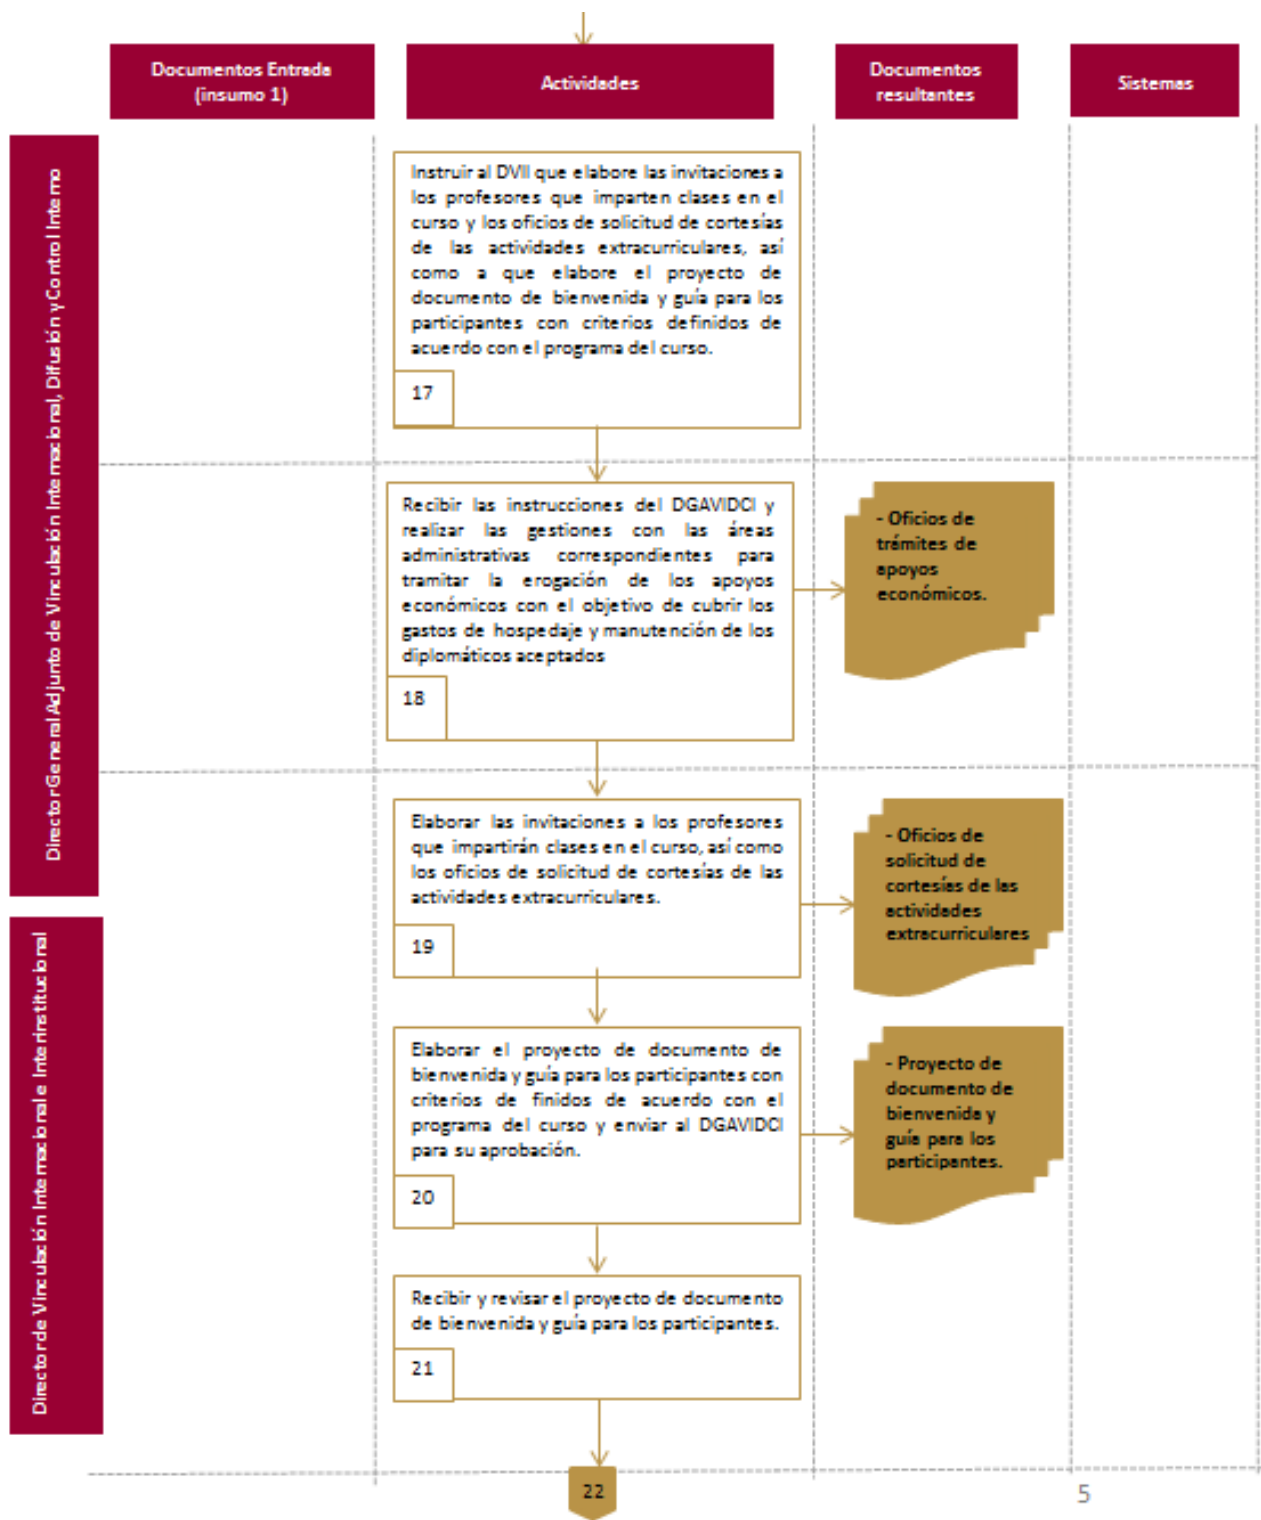 Documentos Entrada
(insumo 1)
Actividades
Documentos
resultantes
Sistemas
Director General Adjunto de Vinculación Internacional, Difusión y Control Interno
Instruir al DVII que elabore las invitaciones a
los profesores que imparten clases en el
curso y los oficios de solicitud de cortesías
de las actividades extracurriculares, así
como a que elabore el proyecto de
documento de bienvenida y guía para los
participantes con criterios definidos de
acuerdo con el programa del curso.
17
Recibir las instrucciones del DGAVIDCI y
realizar las gestiones con las áreas
administrativas correspondientes para
tramitar la erogación de los apoyos
económicos con el objetivo de cubrir los
gastos de hospedaje y manutención de los
diplomáticos aceptados
18
- Oficios de
trámites de
apoyos
económicos.
Elaborar las invitaciones a los profesores
que impartirán clases en el curso, así como
los oficios de solicitud de cortesías de las
actividades extracurriculares.
19
- Oficios de
solicitud de
cortesías de las
actividades
extracurriculares
Director de Vinculación Internacional e Interinstitucional
Elaborar el proyecto de documento de
bienvenida y guía para los participantes con
criterios de finidos de acuerdo con el
programa del curso y enviar al DGAVIDCI
para su aprobación.
20
- Proyecto de
documento de
bienvenida y
guía para los
participantes.
Recibir y revisar el proyecto de documento
de bienvenida y guía para los participantes.
21
22
5